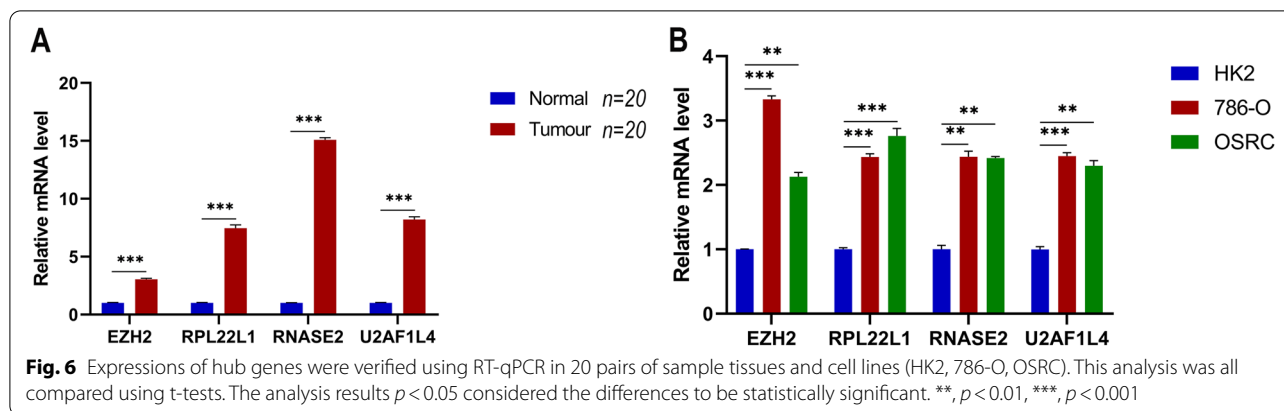 A
Relative mRNA level
20
15
10
5
0
***
***
***
***
EZH2 RPL22L1 RNASE2 U2AF1L4
Normal n=20
Tumour n=20
B
Relative mRNA level
4
3
2
1
0
**
***
***
***
**
**
**
***
EZH2 RPL22L1 RNASE2 U2AF1L4
HK2
786-O
OSRC
Fig. 6 Expressions of hub genes were verified using RT-qPCR in 20 pairs of sample tissues and cell lines (HK2, 786-O, OSRC). This analysis was all
compared using t-tests. The analysis results p < 0.05 considered the differences to be statistically significant. **, p < 0.01, ***, p < 0.001